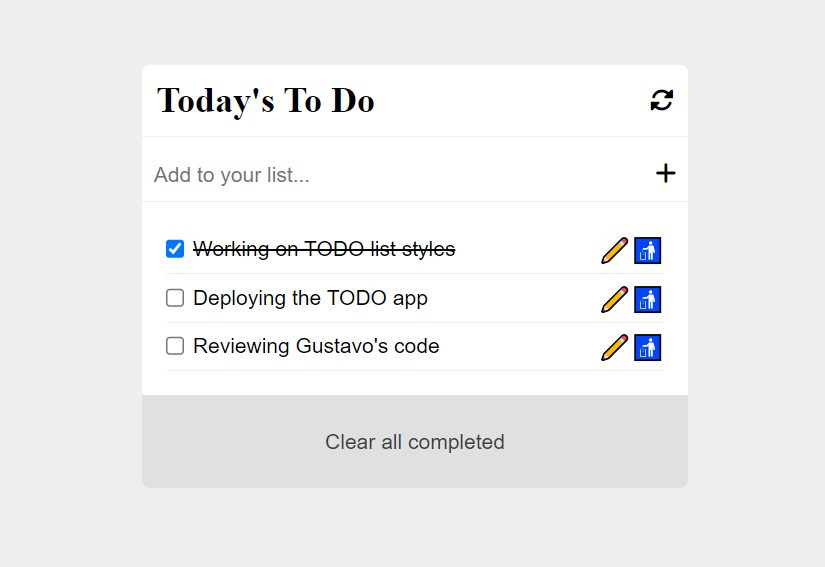 Today's To Do
Add to your list...
Working on TODO list styles
Deploying the TODO app
Reviewing Gustavo's code
Clear all completed